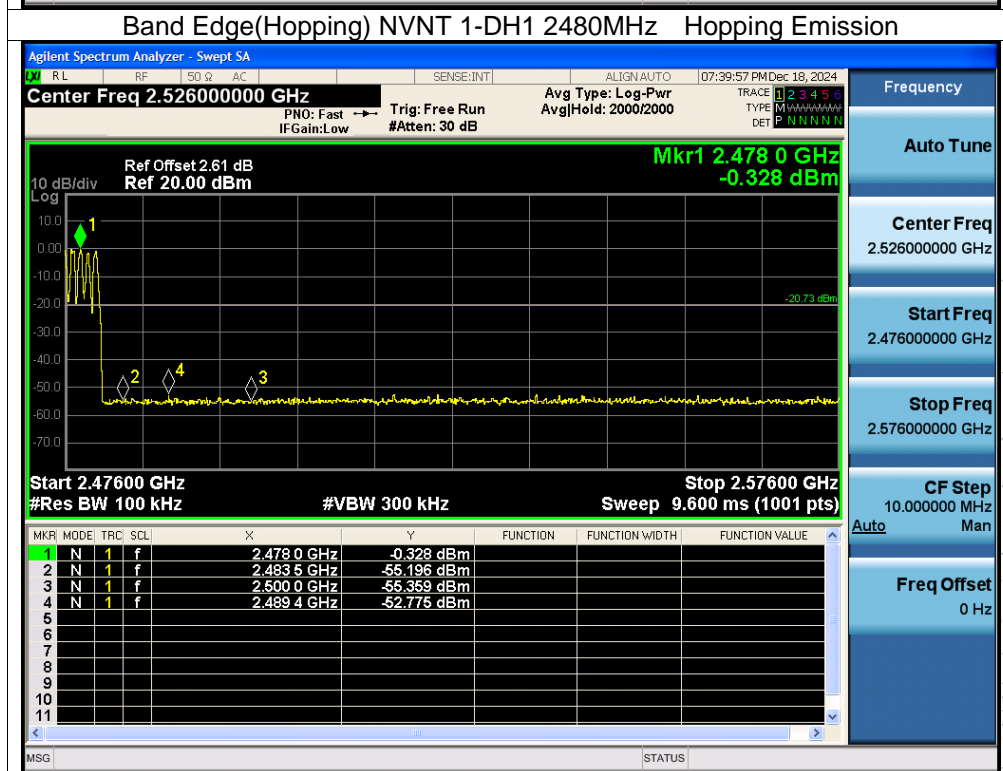 Band Edge(Hopping) NVNT 1-DH1 2480MHz Hopping Emission
Agilent Spectrum Analyzer - Swept SA
LXI RL RF 50 Ω AC SENSE:INT ALIGN AUTO 07:39:57 PM Dec 18, 2024
Center Freq 2.526000000 GHz
PNO: Fast
IFGain:Low
Trig: Free Run
#Atten: 30 dB
Avg Type: Log-Pwr
Avg|Hold: 2000/2000
TRACE 1 2 3 4 5 6
TYPE M
DET P N N N N N
Ref Offset 2.61 dB
Ref 20.00 dBm
10 dB/div
Log
Mkr1 2.478 0 GHz
-0.328 dBm
10.0
0.00
-10.0
-20.0
-30.0
-40.0
-50.0
-60.0
-70.0
1
2
4
3
-20.73 dBm
Start 2.47600 GHz Stop 2.57600 GHz
#Res BW 100 kHz #VBW 300 kHz Sweep 9.600 ms (1001 pts)
MKR MODE TRC SCL X Y FUNCTION FUNCTION WIDTH FUNCTION VALUE
1 N 1 f 2.478 0 GHz -0.328 dBm
2 N 1 f 2.483 5 GHz -55.196 dBm
3 N 1 f 2.500 0 GHz -55.359 dBm
4 N 1 f 2.489 4 GHz -52.775 dBm
5
6
7
8
9
10
11
MSG STATUS
Frequency
Auto Tune
Center Freq
2.526000000 GHz
Start Freq
2.476000000 GHz
Stop Freq
2.576000000 GHz
CF Step
10.000000 MHz
Auto Man
Freq Offset
0 Hz